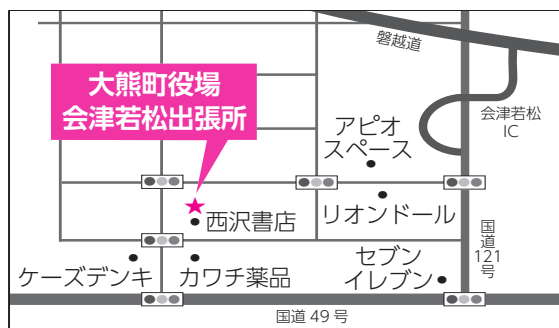 磐越道
大熊町役場
会津若松出張所
会津若松
IC
アピオ
スペース
西沢書店
リオンドール
国道
121
号
ケーズデンキ
カワチ薬品
セブン
イレブン
国道 49 号